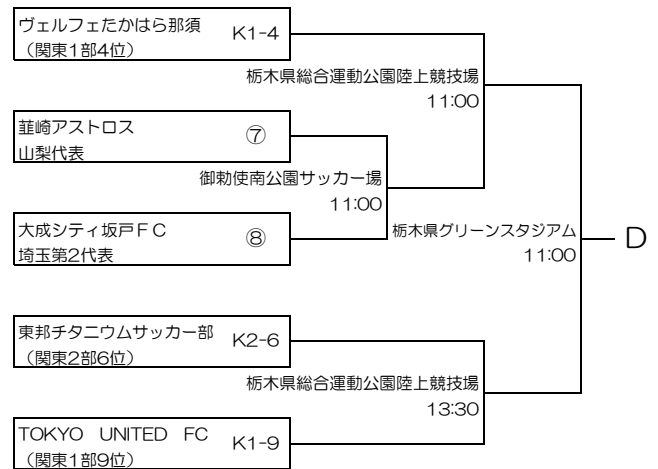 ヴェルフェたかはら那須 K1-4
（関東1部4位）
栃木県総合運動公園陸上競技場
11:00
韮崎アストロス ⑦
山梨代表
御勅使南公園サッカー場
11:00
大成シティ坂戸ＦＣ ⑧
埼玉第2代表
栃木県グリーンスタジアム
11:00
D
東邦チタニウムサッカー部 K2-6
（関東2部6位）
栃木県総合運動公園陸上競技場
13:30
TOKYO UNITED FC K1-9
（関東1部9位）